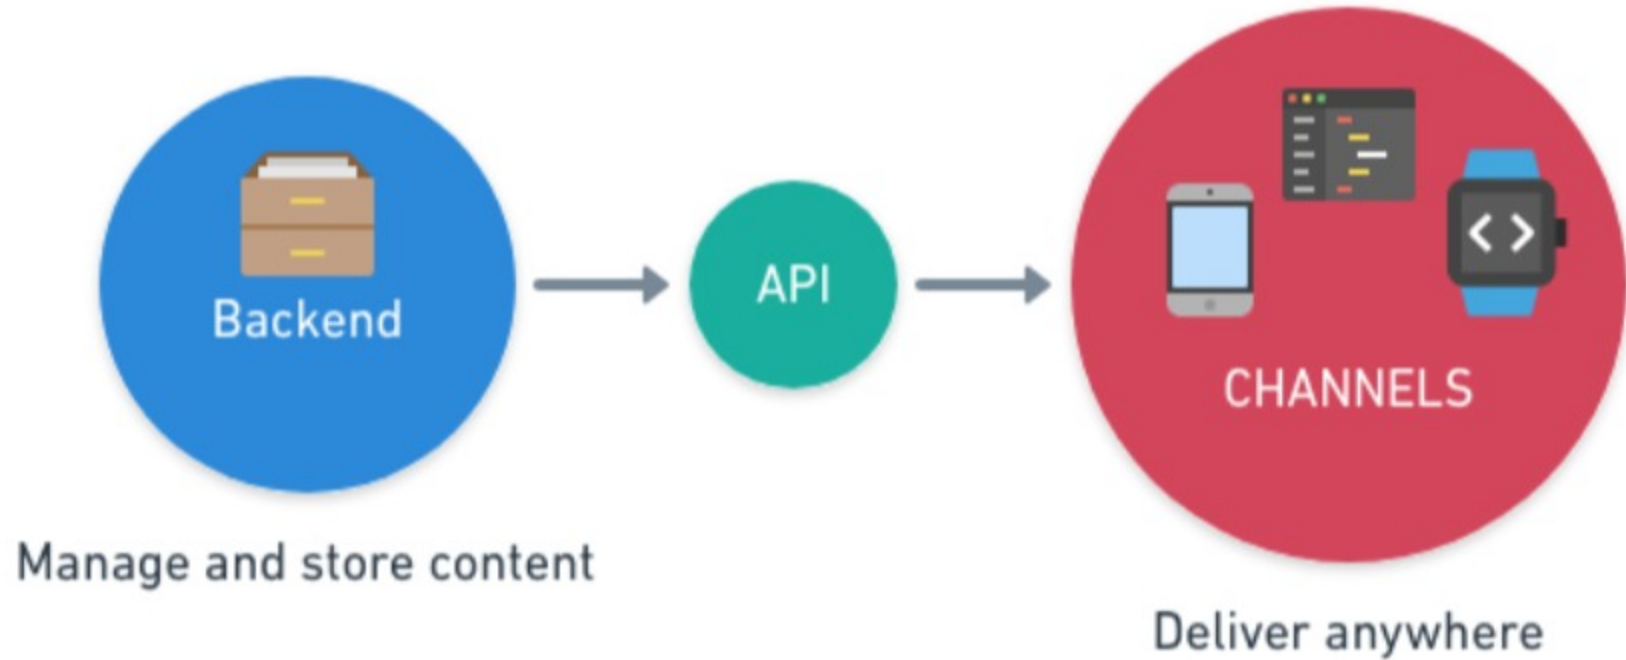 Backend
Manage and store content
API
CHANNELS
Deliver anywhere